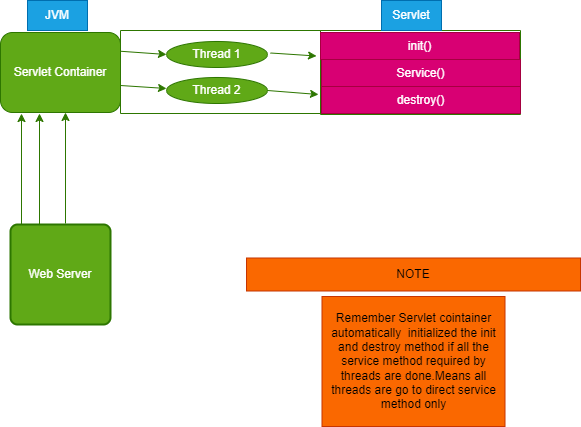 JVM
Servlet
Servlet Container
Thread 1
Thread 2
init()
Service()
destroy()
Web Server
NOTE
Remember Servlet cointainer
automatically initialized the init
and destroy method if all the
service method required by
threads are done.Means all
threads are go to direct service
method only